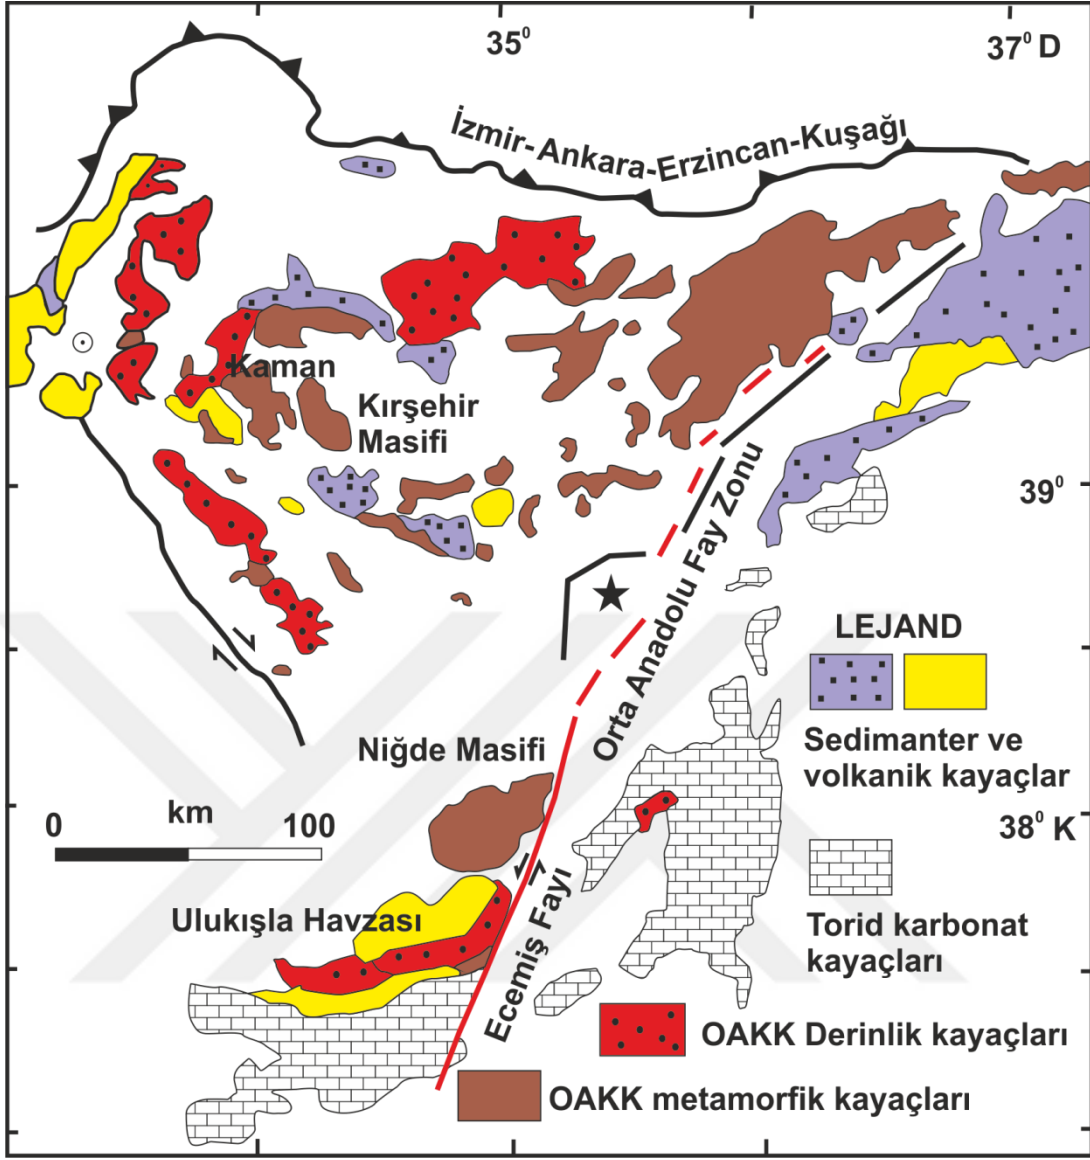 35⁰
37⁰ D
İzmir-Ankara-Erzincan-Kuşağı
Kaman
Kırşehir
Masifi
39⁰
Orta Anadolu Fay Zonu
LEJAND
Sedimanter ve
volkanik kayaçlar
Niğde Masifi
38⁰ K
km
0 100
Ulukışla Havzası
Ecemiş Fayı
Torid karbonat
kayaçları
OAKK Derinlik kayaçları
OAKK metamorfik kayaçları